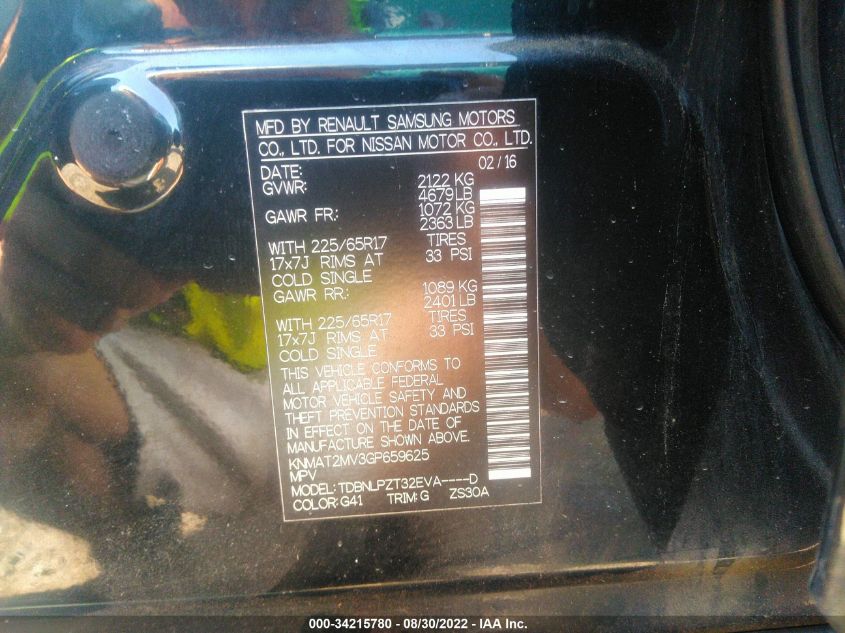 MFD BY RENAULT SAMSUNG MOTORS
CO., LTD. FOR NISSAN MOTOR CO., LTD.
DATE: 02/16
GVWR: 2122 KG
4679 LB
GAWR FR: 1072 KG
2363 LB
WITH 225/65R17 TIRES
17x7J RIMS AT 33 PSI
COLD SINGLE
GAWR RR: 1089 KG
2401 LB
WITH 225/65R17 TIRES
17x7J RIMS AT 33 PSI
COLD SINGLE
THIS VEHICLE CONFORMS TO
ALL APPLICABLE FEDERAL
MOTOR VEHICLE SAFETY AND
THEFT PREVENTION STANDARDS
IN EFFECT ON THE DATE OF
MANUFACTURE SHOWN ABOVE.
KNMAT2MV3GP659625
MPV
MODEL: TDBNLPZT32EVA----D
COLOR: G41 TRIM: G ZS30A
000-34215780 - 08/30/2022 - IAA Inc.